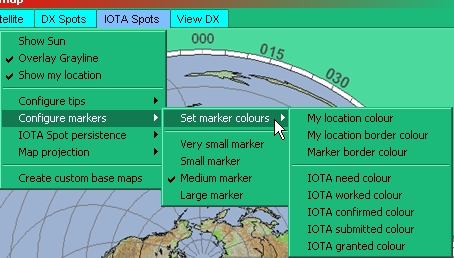 DX Spots
IOTA Spots
View DX
Show Sun
Overlay Grayline
Show my location
Configure tips
Configure markers
IOTA Spot persistence
Map projection
Create custom base maps
Set marker colours
Very small marker
Small marker
Medium marker
Large marker
My location colour
My location border colour
Marker border colour
IOTA need colour
IOTA worked colour
IOTA confirmed colour
IOTA submitted colour
IOTA granted colour
000
015
030